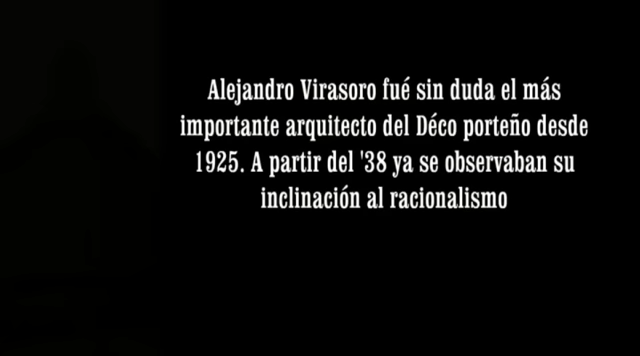 Alejandro Virasoro fué sin duda el más
importante arquitecto del Déco porteño desde
1925. A partir del '38 ya se observaban su
inclinación al racionalismo